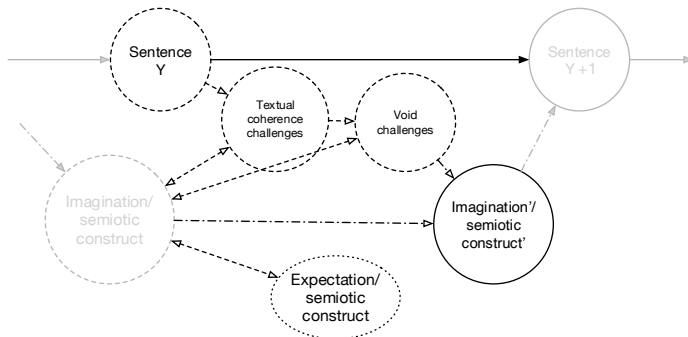 Sentence
Y
Sentence
Y+1
Textual
coherence
challenges
Void
challenges
Imagination/
semiotic
construct
Imagination'/
semiotic
construct'
Expectation/
semiotic
construct